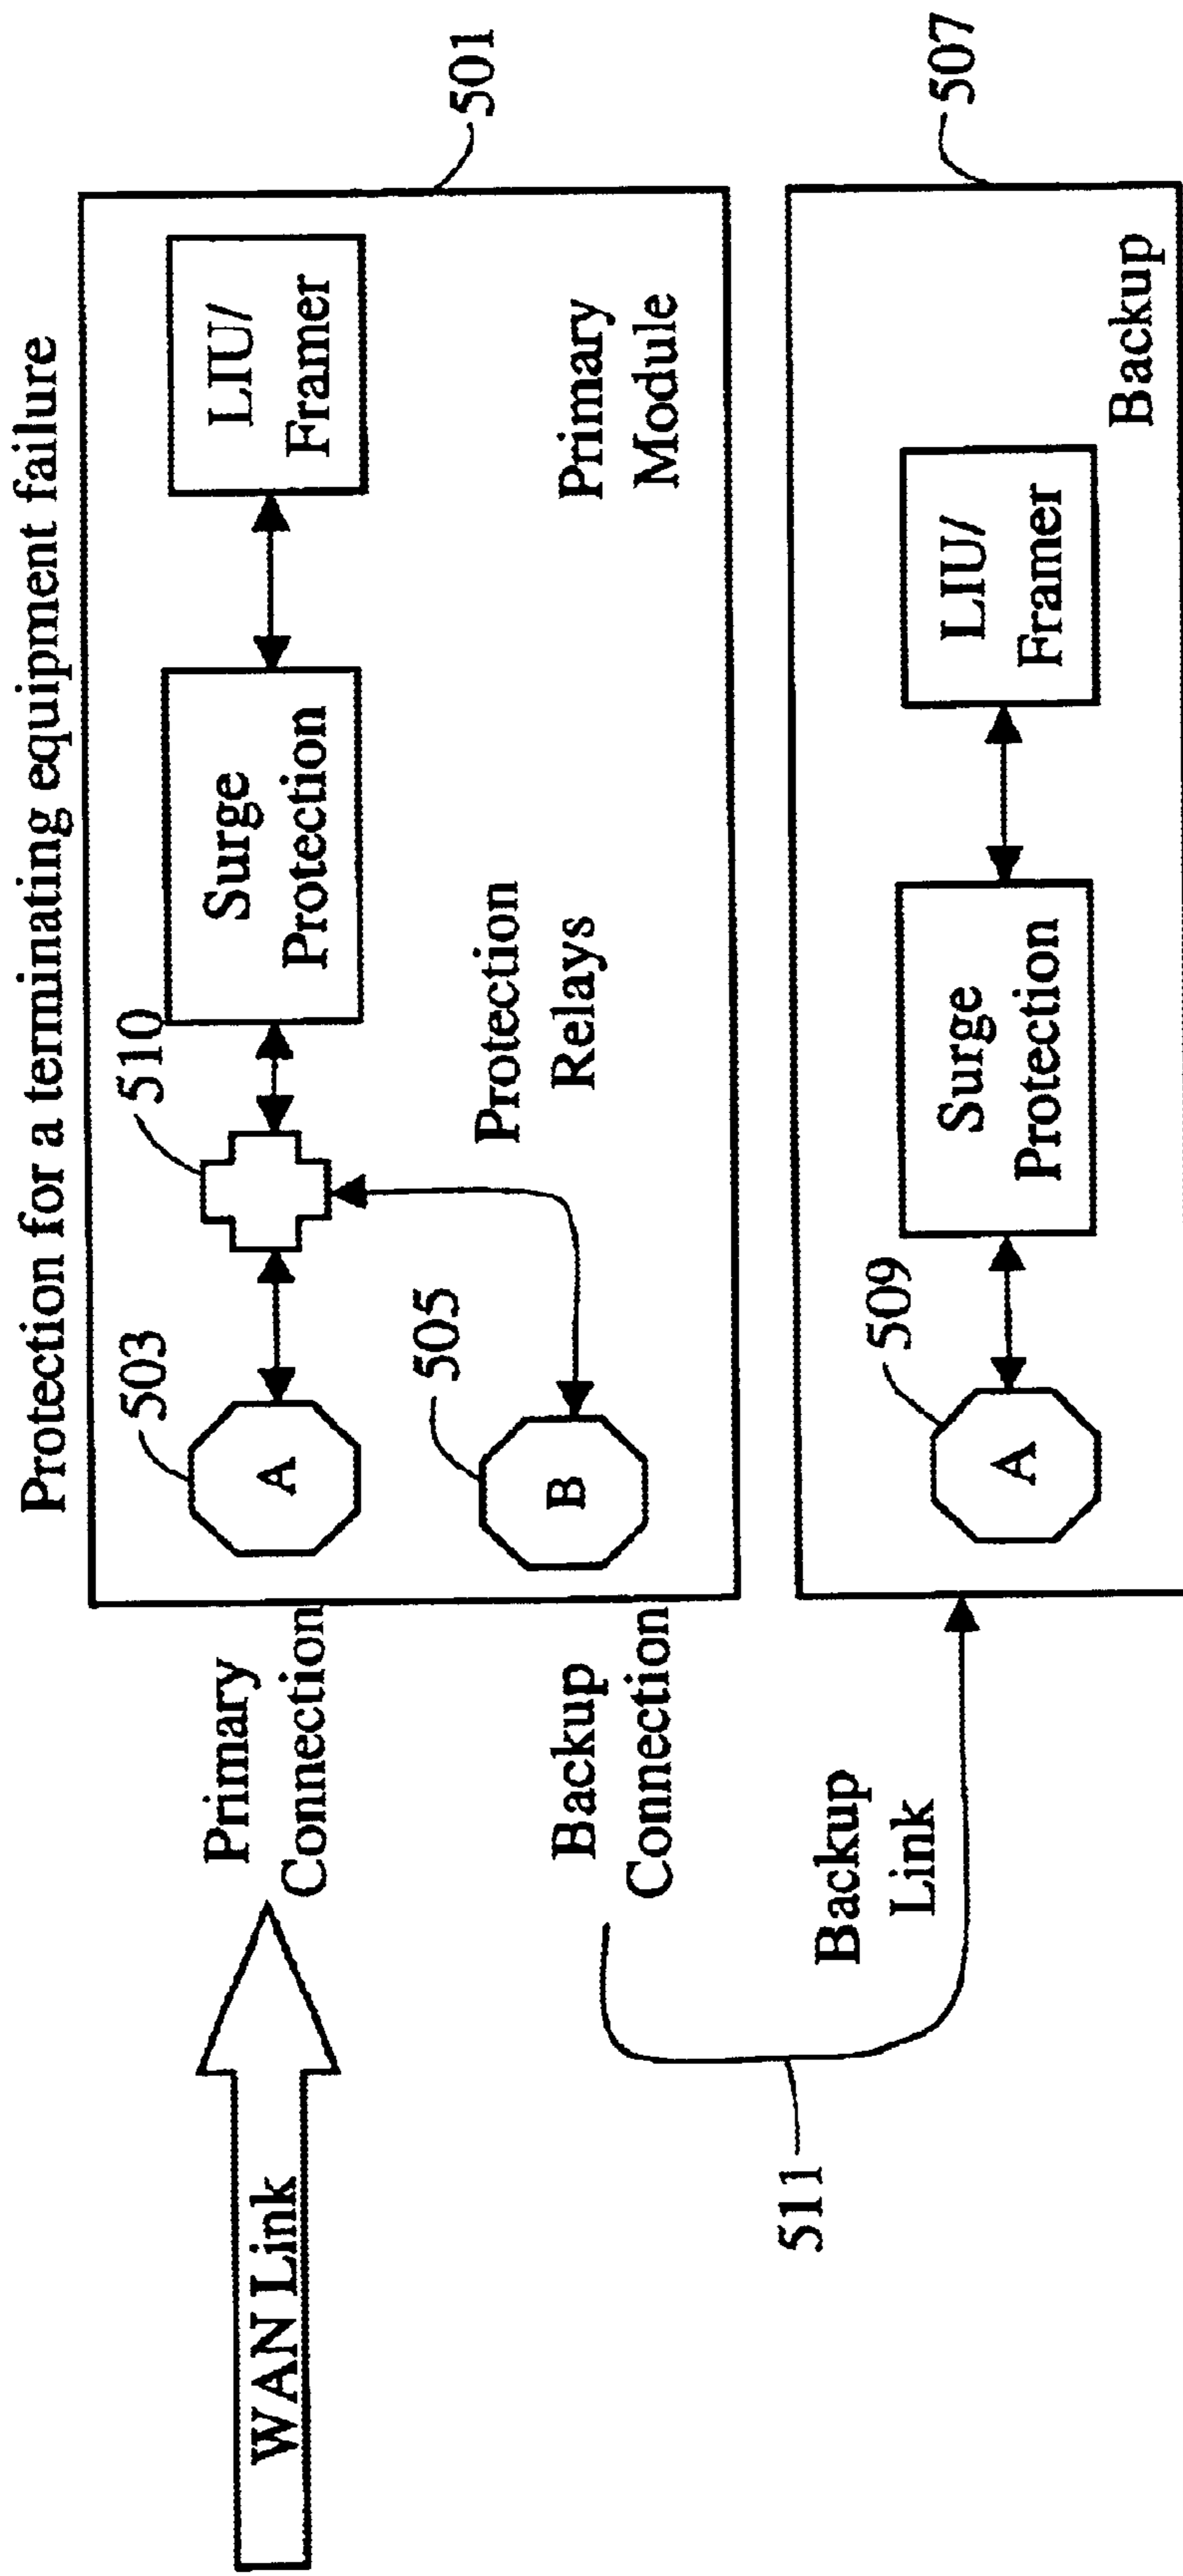 Protection for a terminating equipment failure
WAN Link
Primary
Connection
Backup
Connection
503
A
510
Surge
Protection
LIU/
Framer
501
505
B
Protection
Relays
Primary
Module
511
Backup
Link
509
A
Surge
Protection
LIU/
Framer
Backup
507